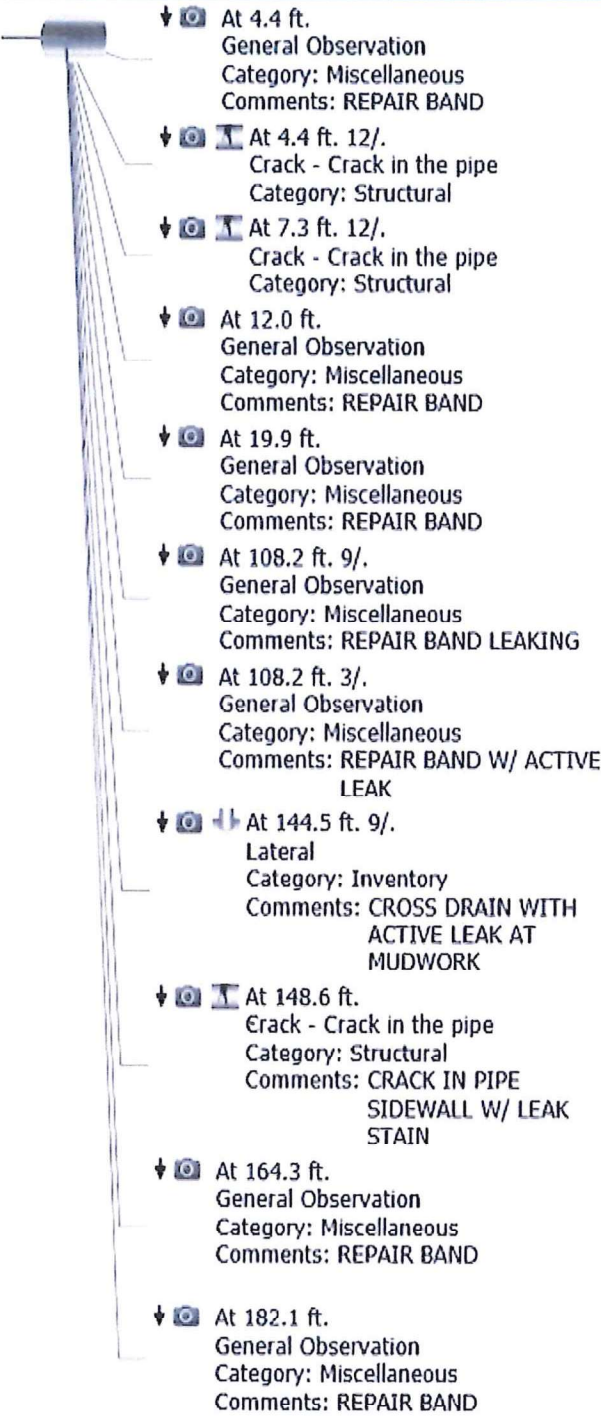 At 4.4 ft.
General Observation
Category: Miscellaneous
Comments: REPAIR BAND
At 4.4 ft. 12/.
Crack - Crack in the pipe
Category: Structural
At 7.3 ft. 12/.
Crack - Crack in the pipe
Category: Structural
At 12.0 ft.
General Observation
Category: Miscellaneous
Comments: REPAIR BAND
At 19.9 ft.
General Observation
Category: Miscellaneous
Comments: REPAIR BAND
At 108.2 ft. 9/.
General Observation
Category: Miscellaneous
Comments: REPAIR BAND LEAKING
At 108.2 ft. 3/.
General Observation
Category: Miscellaneous
Comments: REPAIR BAND W/ ACTIVE
LEAK
At 144.5 ft. 9/.
Lateral
Category: Inventory
Comments: CROSS DRAIN WITH
ACTIVE LEAK AT
MUDWORK
At 148.6 ft.
Crack - Crack in the pipe
Category: Structural
Comments: CRACK IN PIPE
SIDEWALL W/ LEAK
STAIN
At 164.3 ft.
General Observation
Category: Miscellaneous
Comments: REPAIR BAND
At 182.1 ft.
General Observation
Category: Miscellaneous
Comments: REPAIR BAND